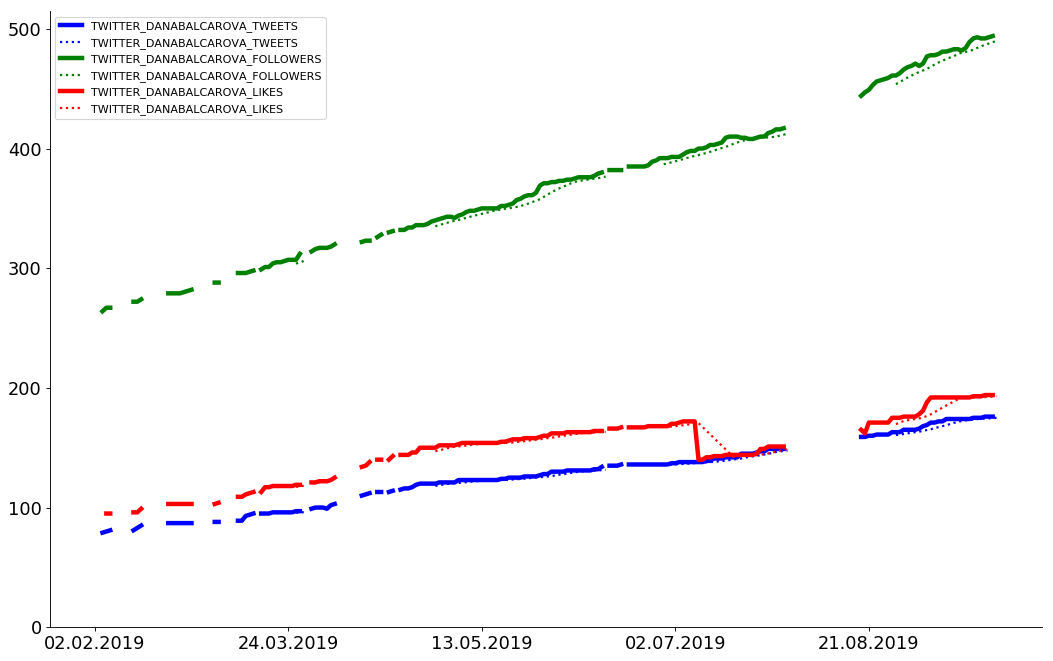 TWITTER_DANABALCAROVA_TWEETS
TWITTER_DANABALCAROVA_TWEETS
TWITTER_DANABALCAROVA_FOLLOWERS
TWITTER_DANABALCAROVA_FOLLOWERS
TWITTER_DANABALCAROVA_LIKES
TWITTER_DANABALCAROVA_LIKES
500
400
300
200
100
0
02.02.2019 24.03.2019 13.05.2019 02.07.2019 21.08.2019